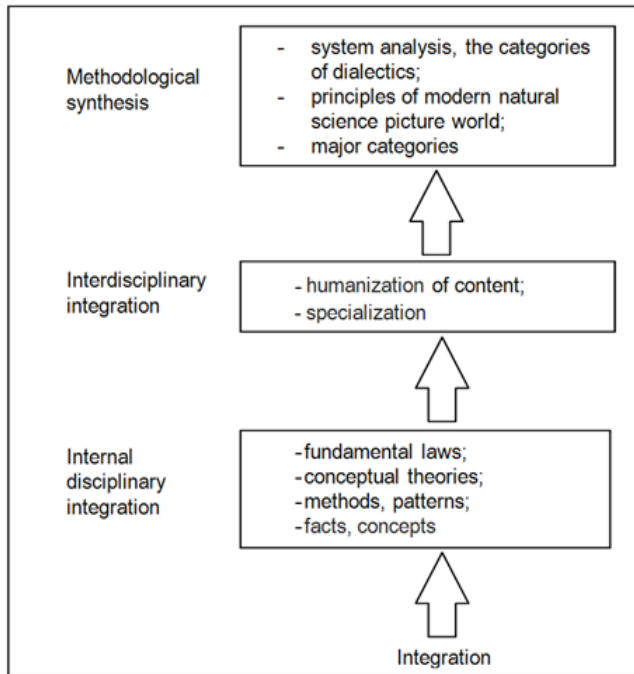 Methodological
synthesis
- system analysis, the categories
of dialectics;
- principles of modern natural
science picture world;
- major categories
Interdisciplinary
integration
- humanization of content;
- specialization
Internal
disciplinary
integration
-fundamental laws;
-conceptual theories;
-methods, patterns;
-facts, concepts
Integration